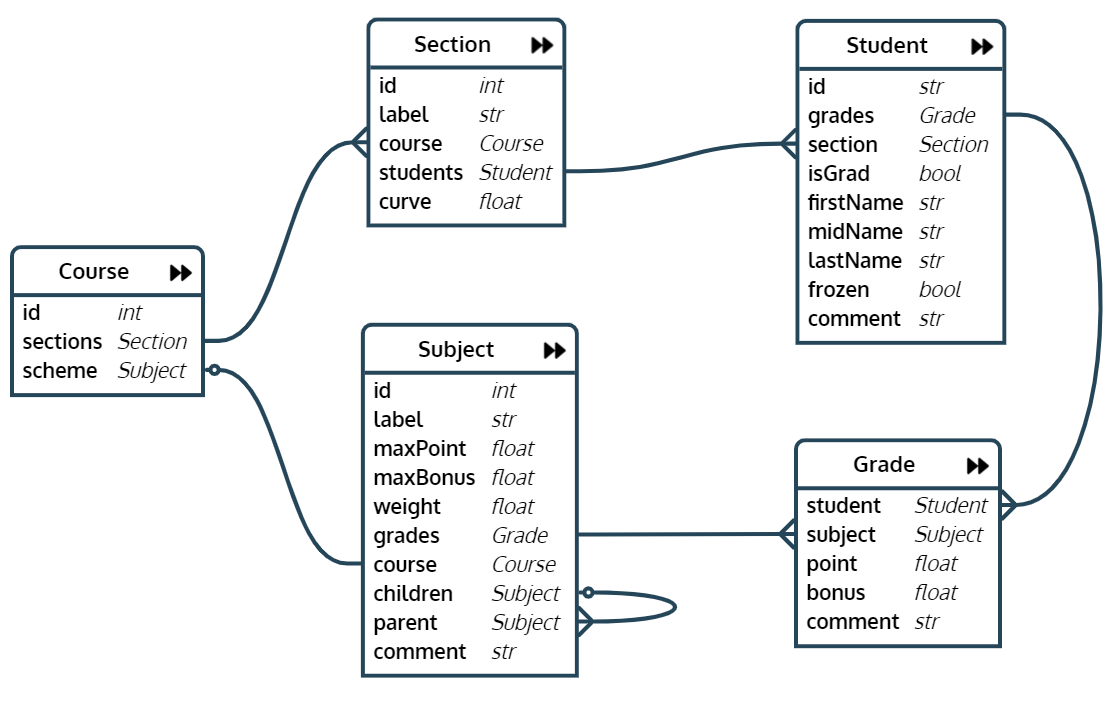 Section
id int
label str
course Course
students Student
curve float
Student
id str
grades Grade
section Section
isGrad bool
firstName str
midName str
lastName str
frozen bool
comment str
Course
id int
sections Section
scheme Subject
Subject
id int
label str
maxPoint float
maxBonus float
weight float
grades Grade
course Course
children Subject
parent Subject
comment str
Grade
student Student
subject Subject
point float
bonus float
comment str